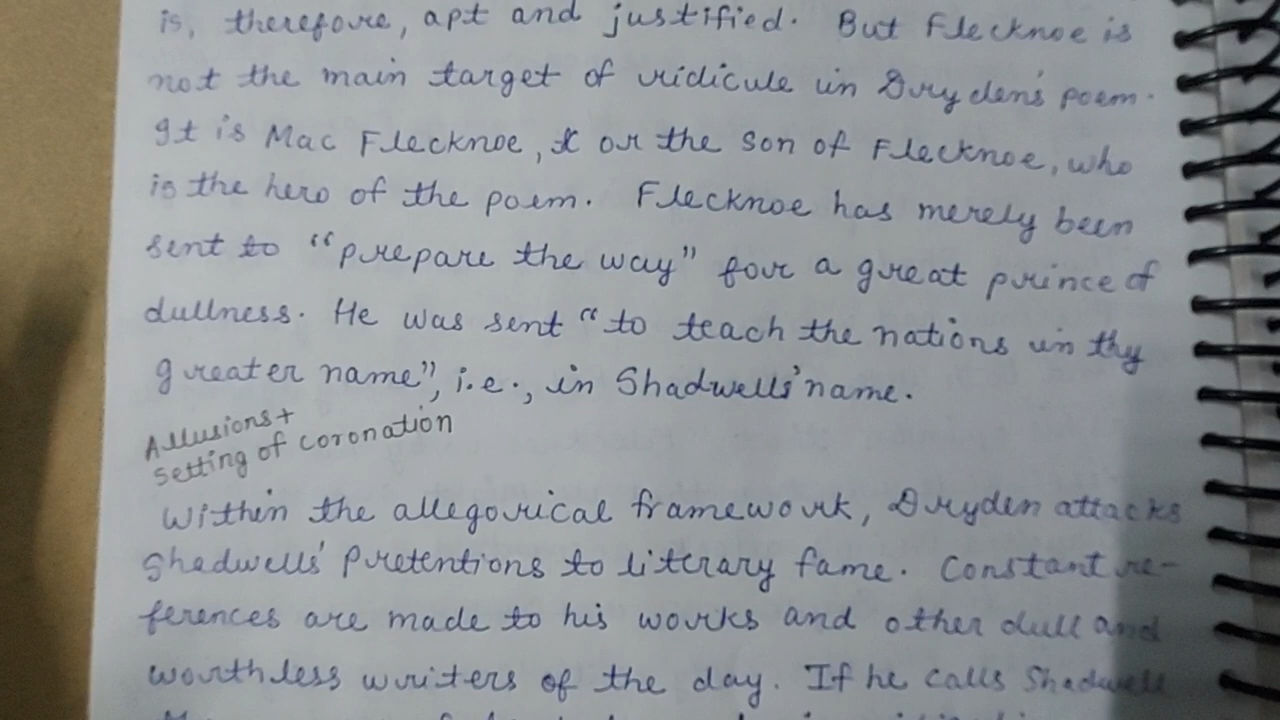 is, therefore, apt and justified. But Flecknoe is
not the main target of ridicule in Dryden's poem.
It is Mac Flecknoe, or the son of Flecknoe, who
is the hero of the poem. Flecknoe has merely been
sent to "prepare the way" for a great prince of
dullness. He was sent "to teach the nations in thy
greater name", i.e., in Shadwells' name.
Allusions+
setting of coronation
Within the allegorical framework, Dryden attacks
Shadwells' Pretentions to literary fame. Constant re-
ferences are made to his works and other dull and
worthless writers of the day. If he calls Shadwell